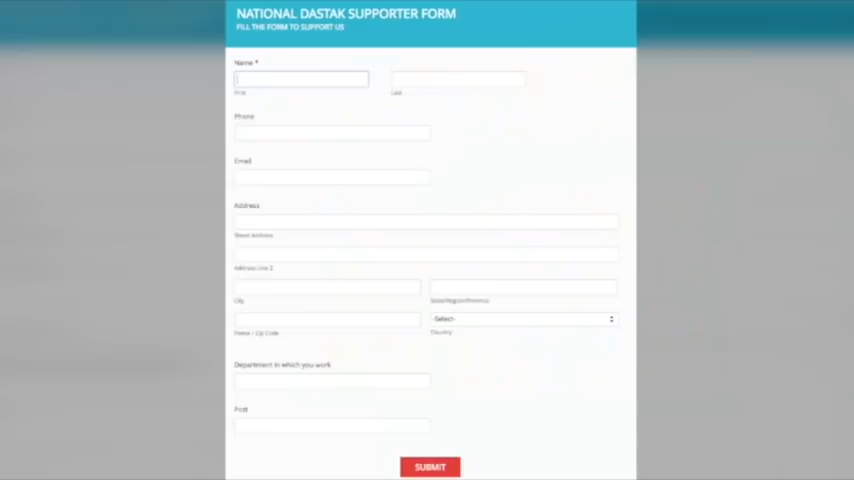 NATIONAL DASTAK SUPPORTER FORM
FILL THE FORM TO SUPPORT US
Name *
First
Last
Phone
Email
Address
Street Address
Address Line 2
City
State/Region/Province
Postal / Zip Code
-Select-
Country
Department in which you work
Post
SUBMIT